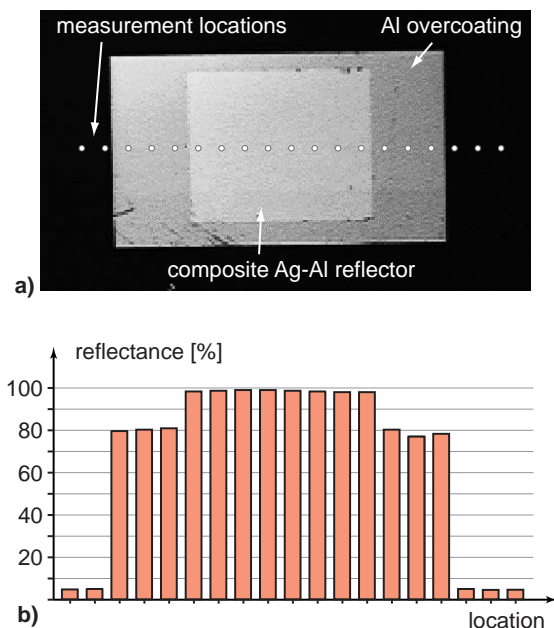 measurement locations
Al overcoating
composite Ag-Al reflector
a)
reflectance [%]
100
80
60
40
20
b)
location